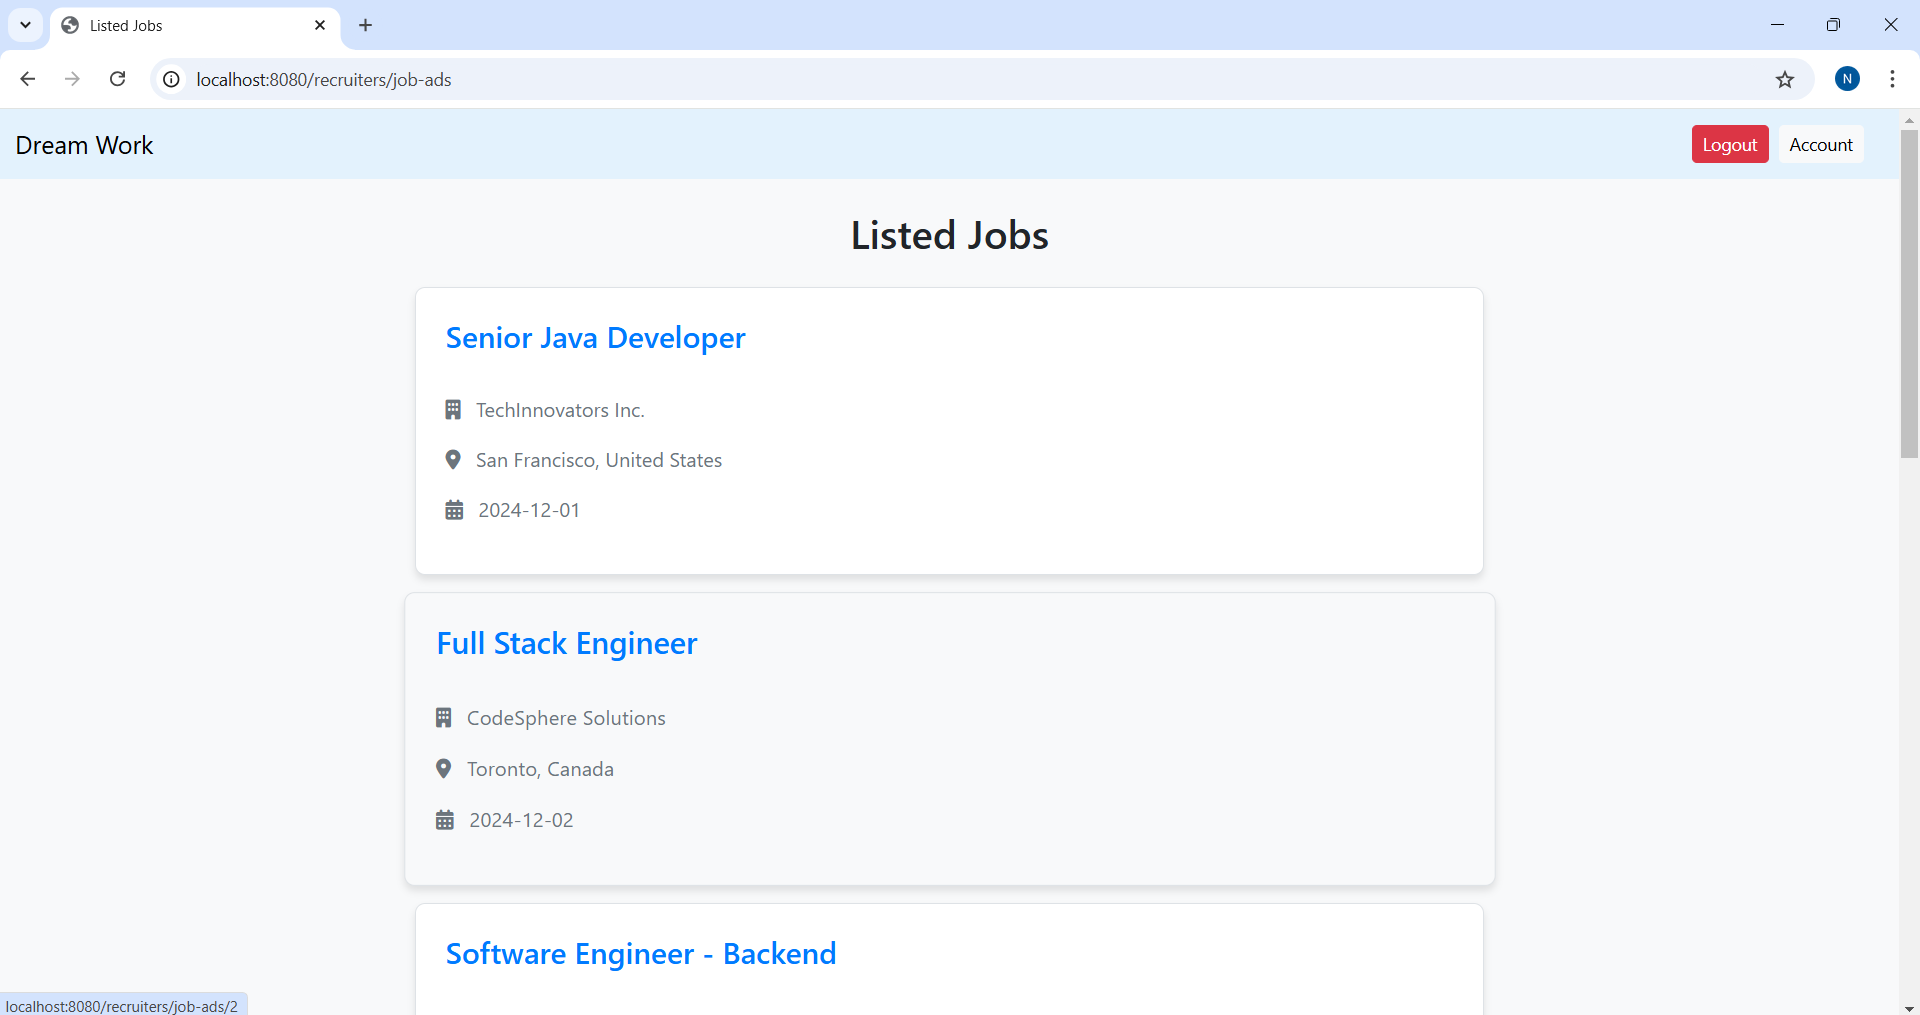 Listed Jobs
localhost:8080/recruiters/job-ads
N
Dream Work
Logout
Account
Listed Jobs
Senior Java Developer
TechInnovators Inc.
San Francisco, United States
2024-12-01
Full Stack Engineer
CodeSphere Solutions
Toronto, Canada
2024-12-02
Software Engineer - Backend
localhost:8080/recruiters/job-ads/2